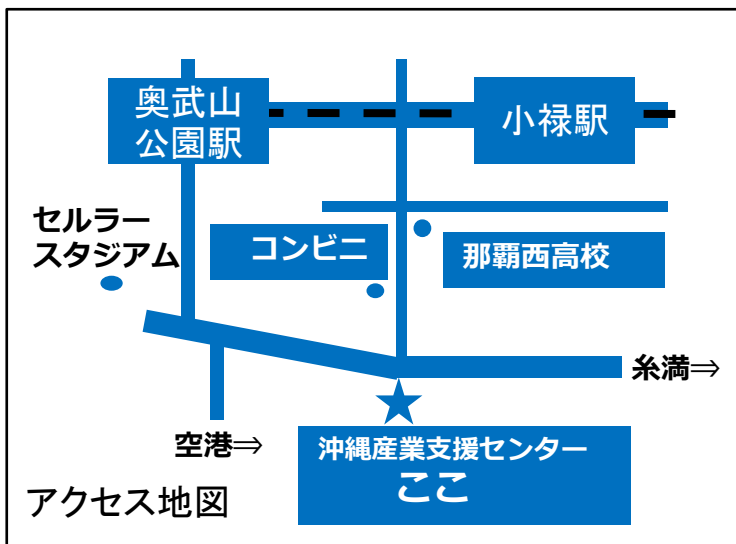 奥武山
公園駅
小禄駅
セルラー
スタジアム
コンビニ
那覇西高校
糸満⇒
空港⇒
沖縄産業支援センター
ここ
アクセス地図